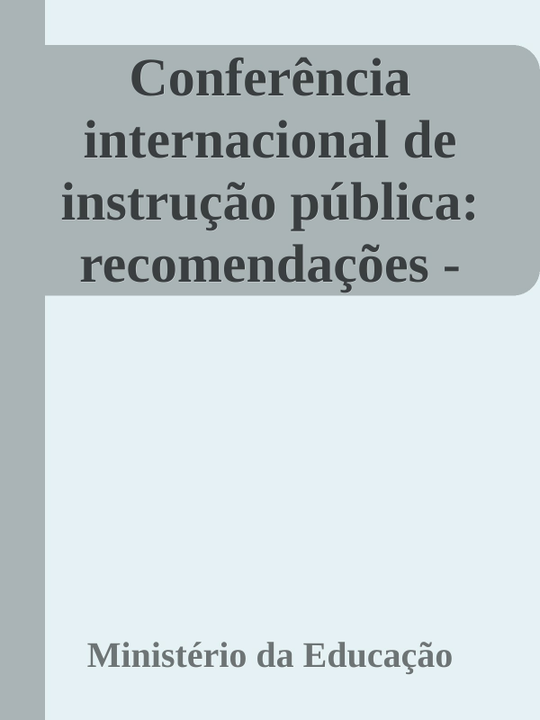 Conferência
internacional de
instrução pública:
recomendações -
Ministério da Educação